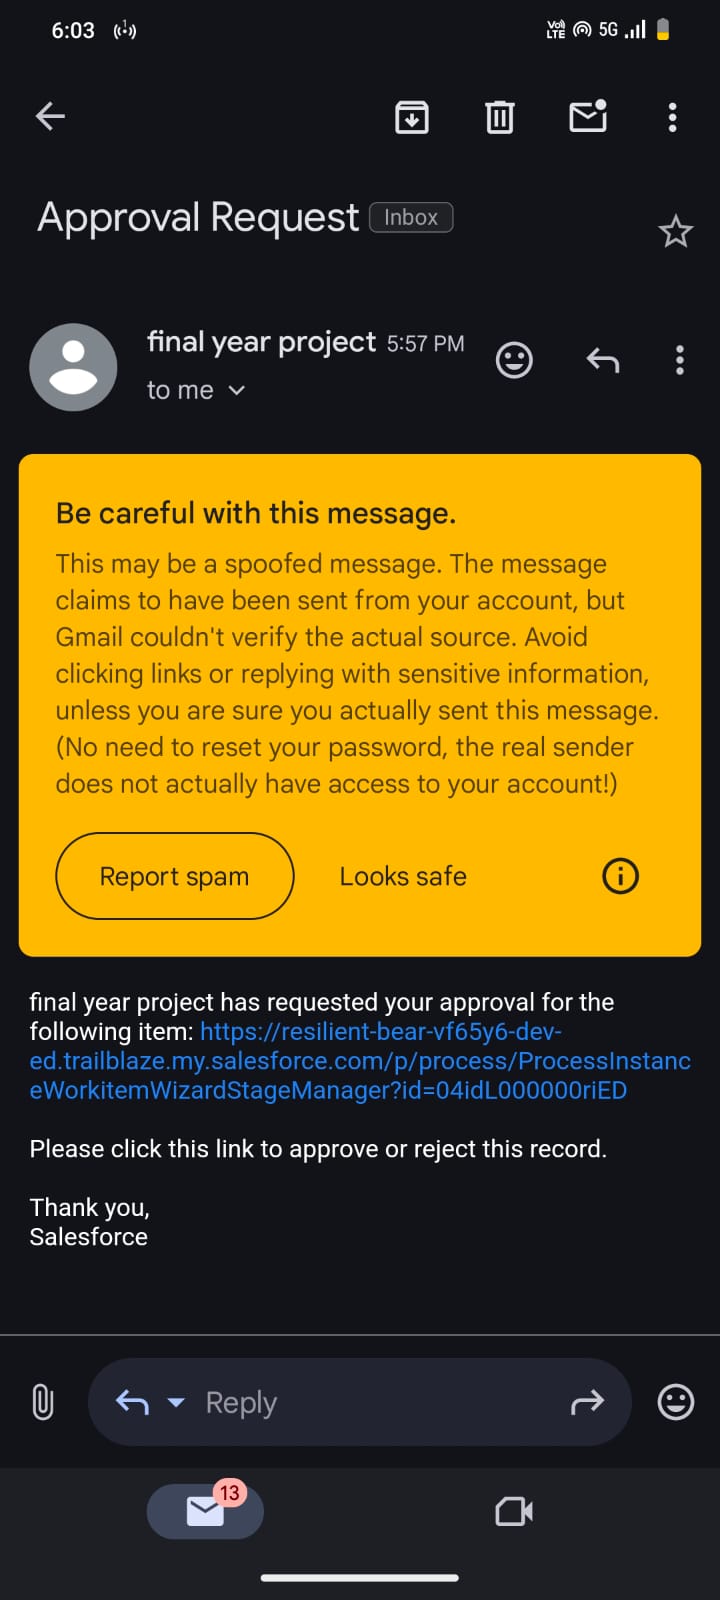 6:03
Vo)) LTE 5G
Approval Request Inbox
final year project 5:57 PM
to me
Be careful with this message.
This may be a spoofed message. The message
claims to have been sent from your account, but
Gmail couldn't verify the actual source. Avoid
clicking links or replying with sensitive information,
unless you are sure you actually sent this message.
(No need to reset your password, the real sender
does not actually have access to your account!)
Report spam Looks safe
final year project has requested your approval for the
following item: https://resilient-bear-vf65y6-dev-
ed.trailblaze.my.salesforce.com/p/process/ProcessInstanc
eWorkitemWizardStageManager?id=04idL000000riED
Please click this link to approve or reject this record.
Thank you,
Salesforce
Reply
13